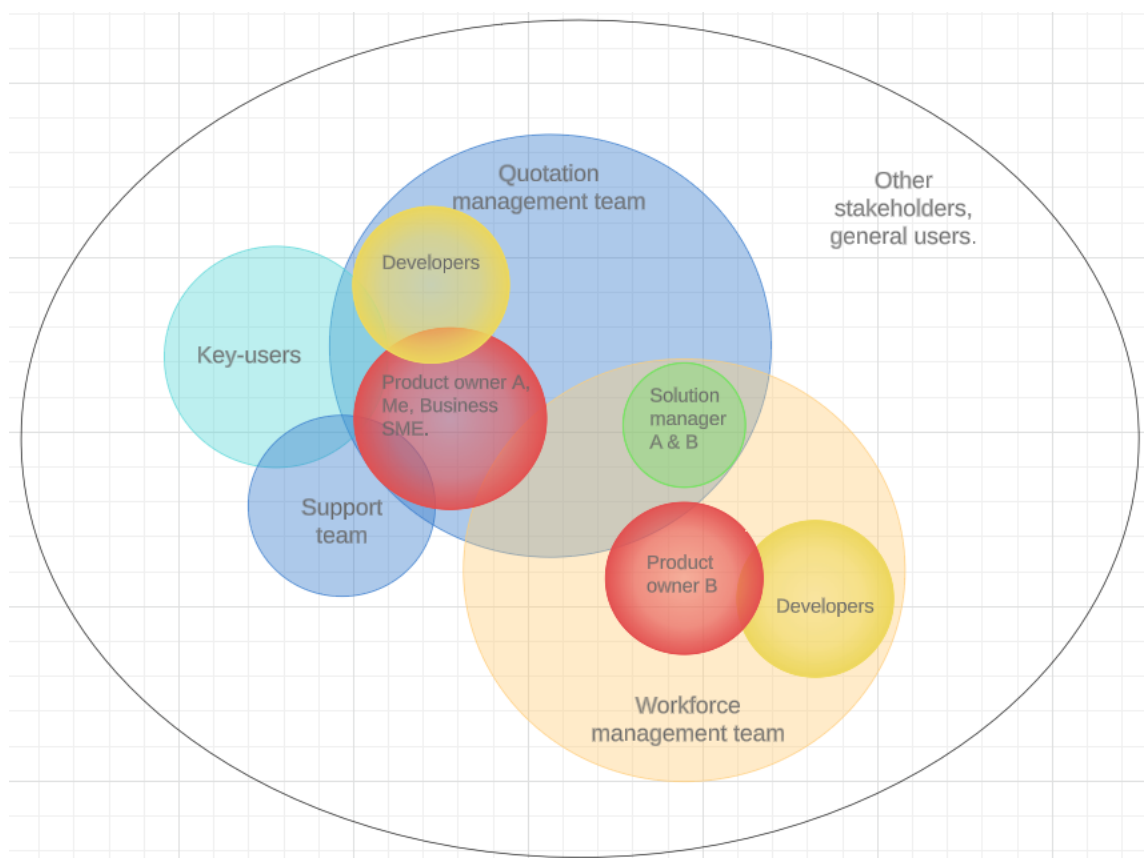 Quotation
management team
Other
stakeholders,
general users.
Developers
Key-users
Product owner A,
Me, Business
SME.
Solution
manager
A & B
Support
team
Product
owner B
Developers
Workforce
management team